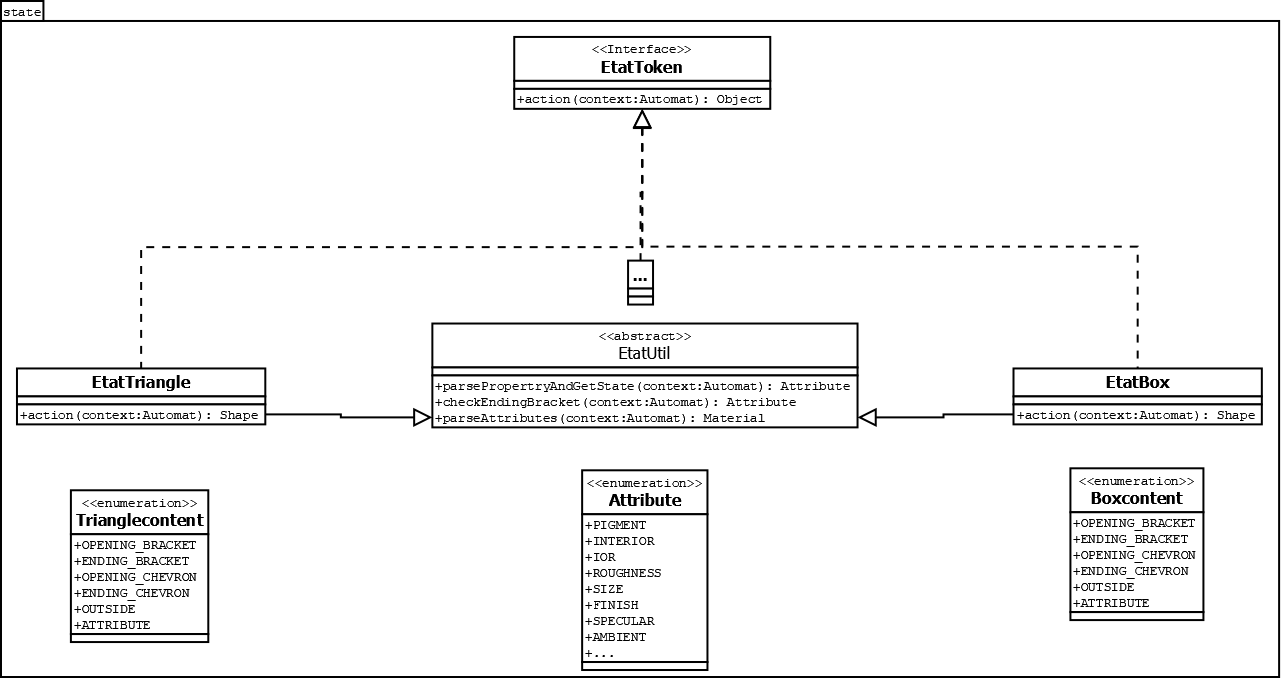 state
<<Interface>>
EtatToken
+action(context:Automat): Object
...
<<abstract>>
EtatUtil
+parsePropertryAndGetState(context:Automat): Attribute
+checkEndingBracket(context:Automat): Attribute
+parseAttributes(context:Automat): Material
EtatTriangle
+action(context:Automat): Shape
EtatBox
+action(context:Automat): Shape
<<enumeration>>
Trianglecontent
+OPENING_BRACKET
+ENDING_BRACKET
+OPENING_CHEVRON
+ENDING_CHEVRON
+OUTSIDE
+ATTRIBUTE
<<enumeration>>
Attribute
+PIGMENT
+INTERIOR
+IOR
+ROUGHNESS
+SIZE
+FINISH
+SPECULAR
+AMBIENT
+...
<<enumeration>>
Boxcontent
+OPENING_BRACKET
+ENDING_BRACKET
+OPENING_CHEVRON
+ENDING_CHEVRON
+OUTSIDE
+ATTRIBUTE